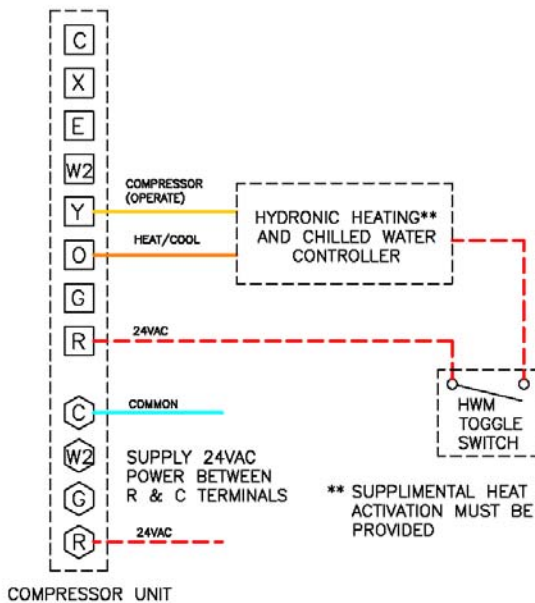 C
X
E
W2
Y
O
G
R
C
W2
G
R
COMPRESSOR
(OPERATE)
HEAT/COOL
24VAC
COMMON
SUPPLY 24VAC
POWER BETWEEN
R & C TERMINALS
24VAC
HYDRONIC HEATING**
AND CHILLED WATER
CONTROLLER
HWM
TOGGLE
SWITCH
** SUPPLIMENTAL HEAT
ACTIVATION MUST BE
PROVIDED
COMPRESSOR UNIT